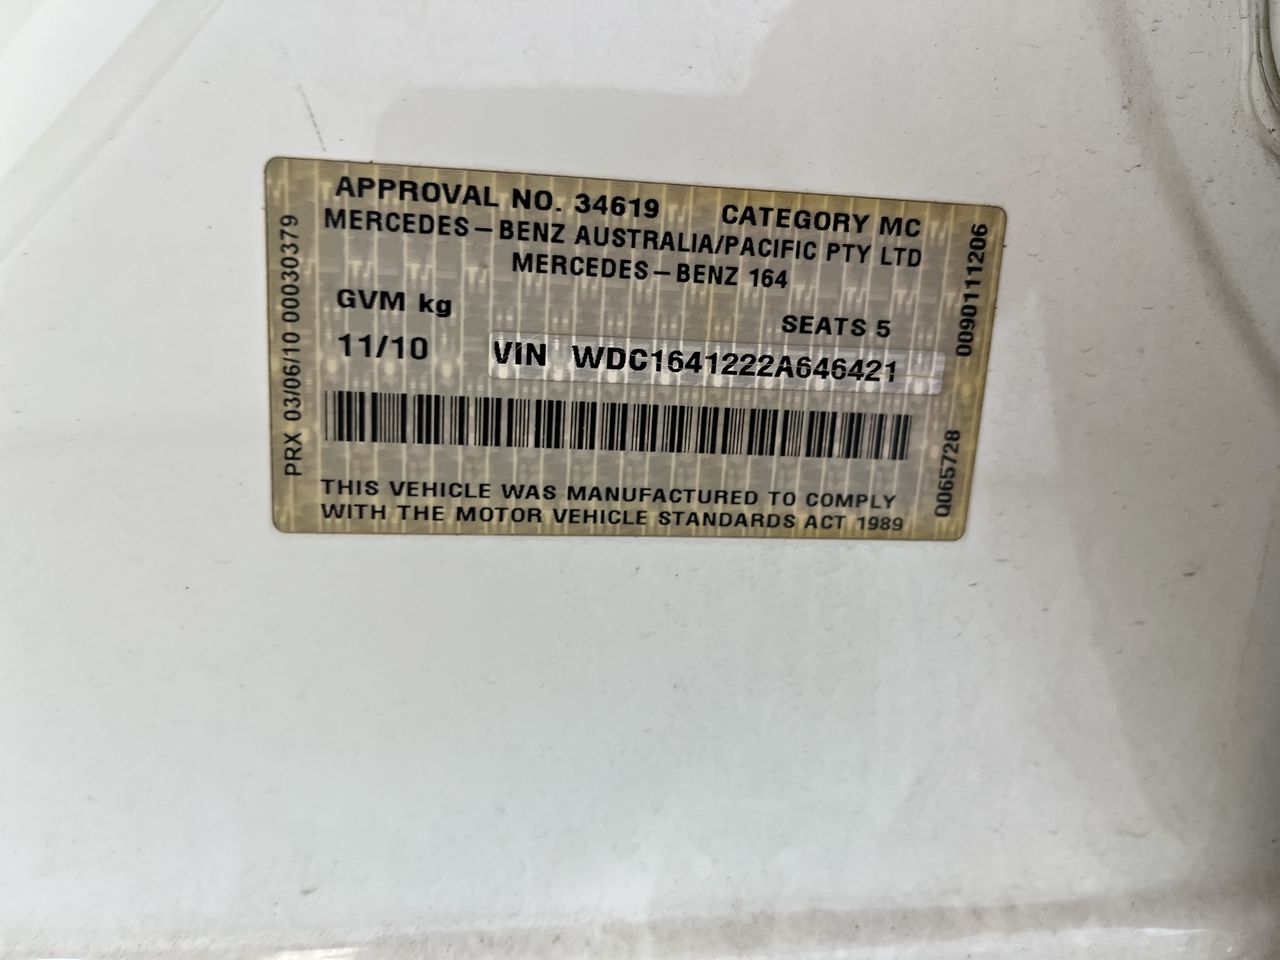 APPROVAL NO. 34619 CATEGORY MC
MERCEDES-BENZ AUSTRALIA/PACIFIC PTY LTD
MERCEDES-BENZ 164
GVM kg
SEATS 5
11/10 VIN WDC1641222A646421
THIS VEHICLE WAS MANUFACTURED TO COMPLY
WITH THE MOTOR VEHICLE STANDARDS ACT 1989
PRX 03/06/10 00030379
0090111206
Q065728